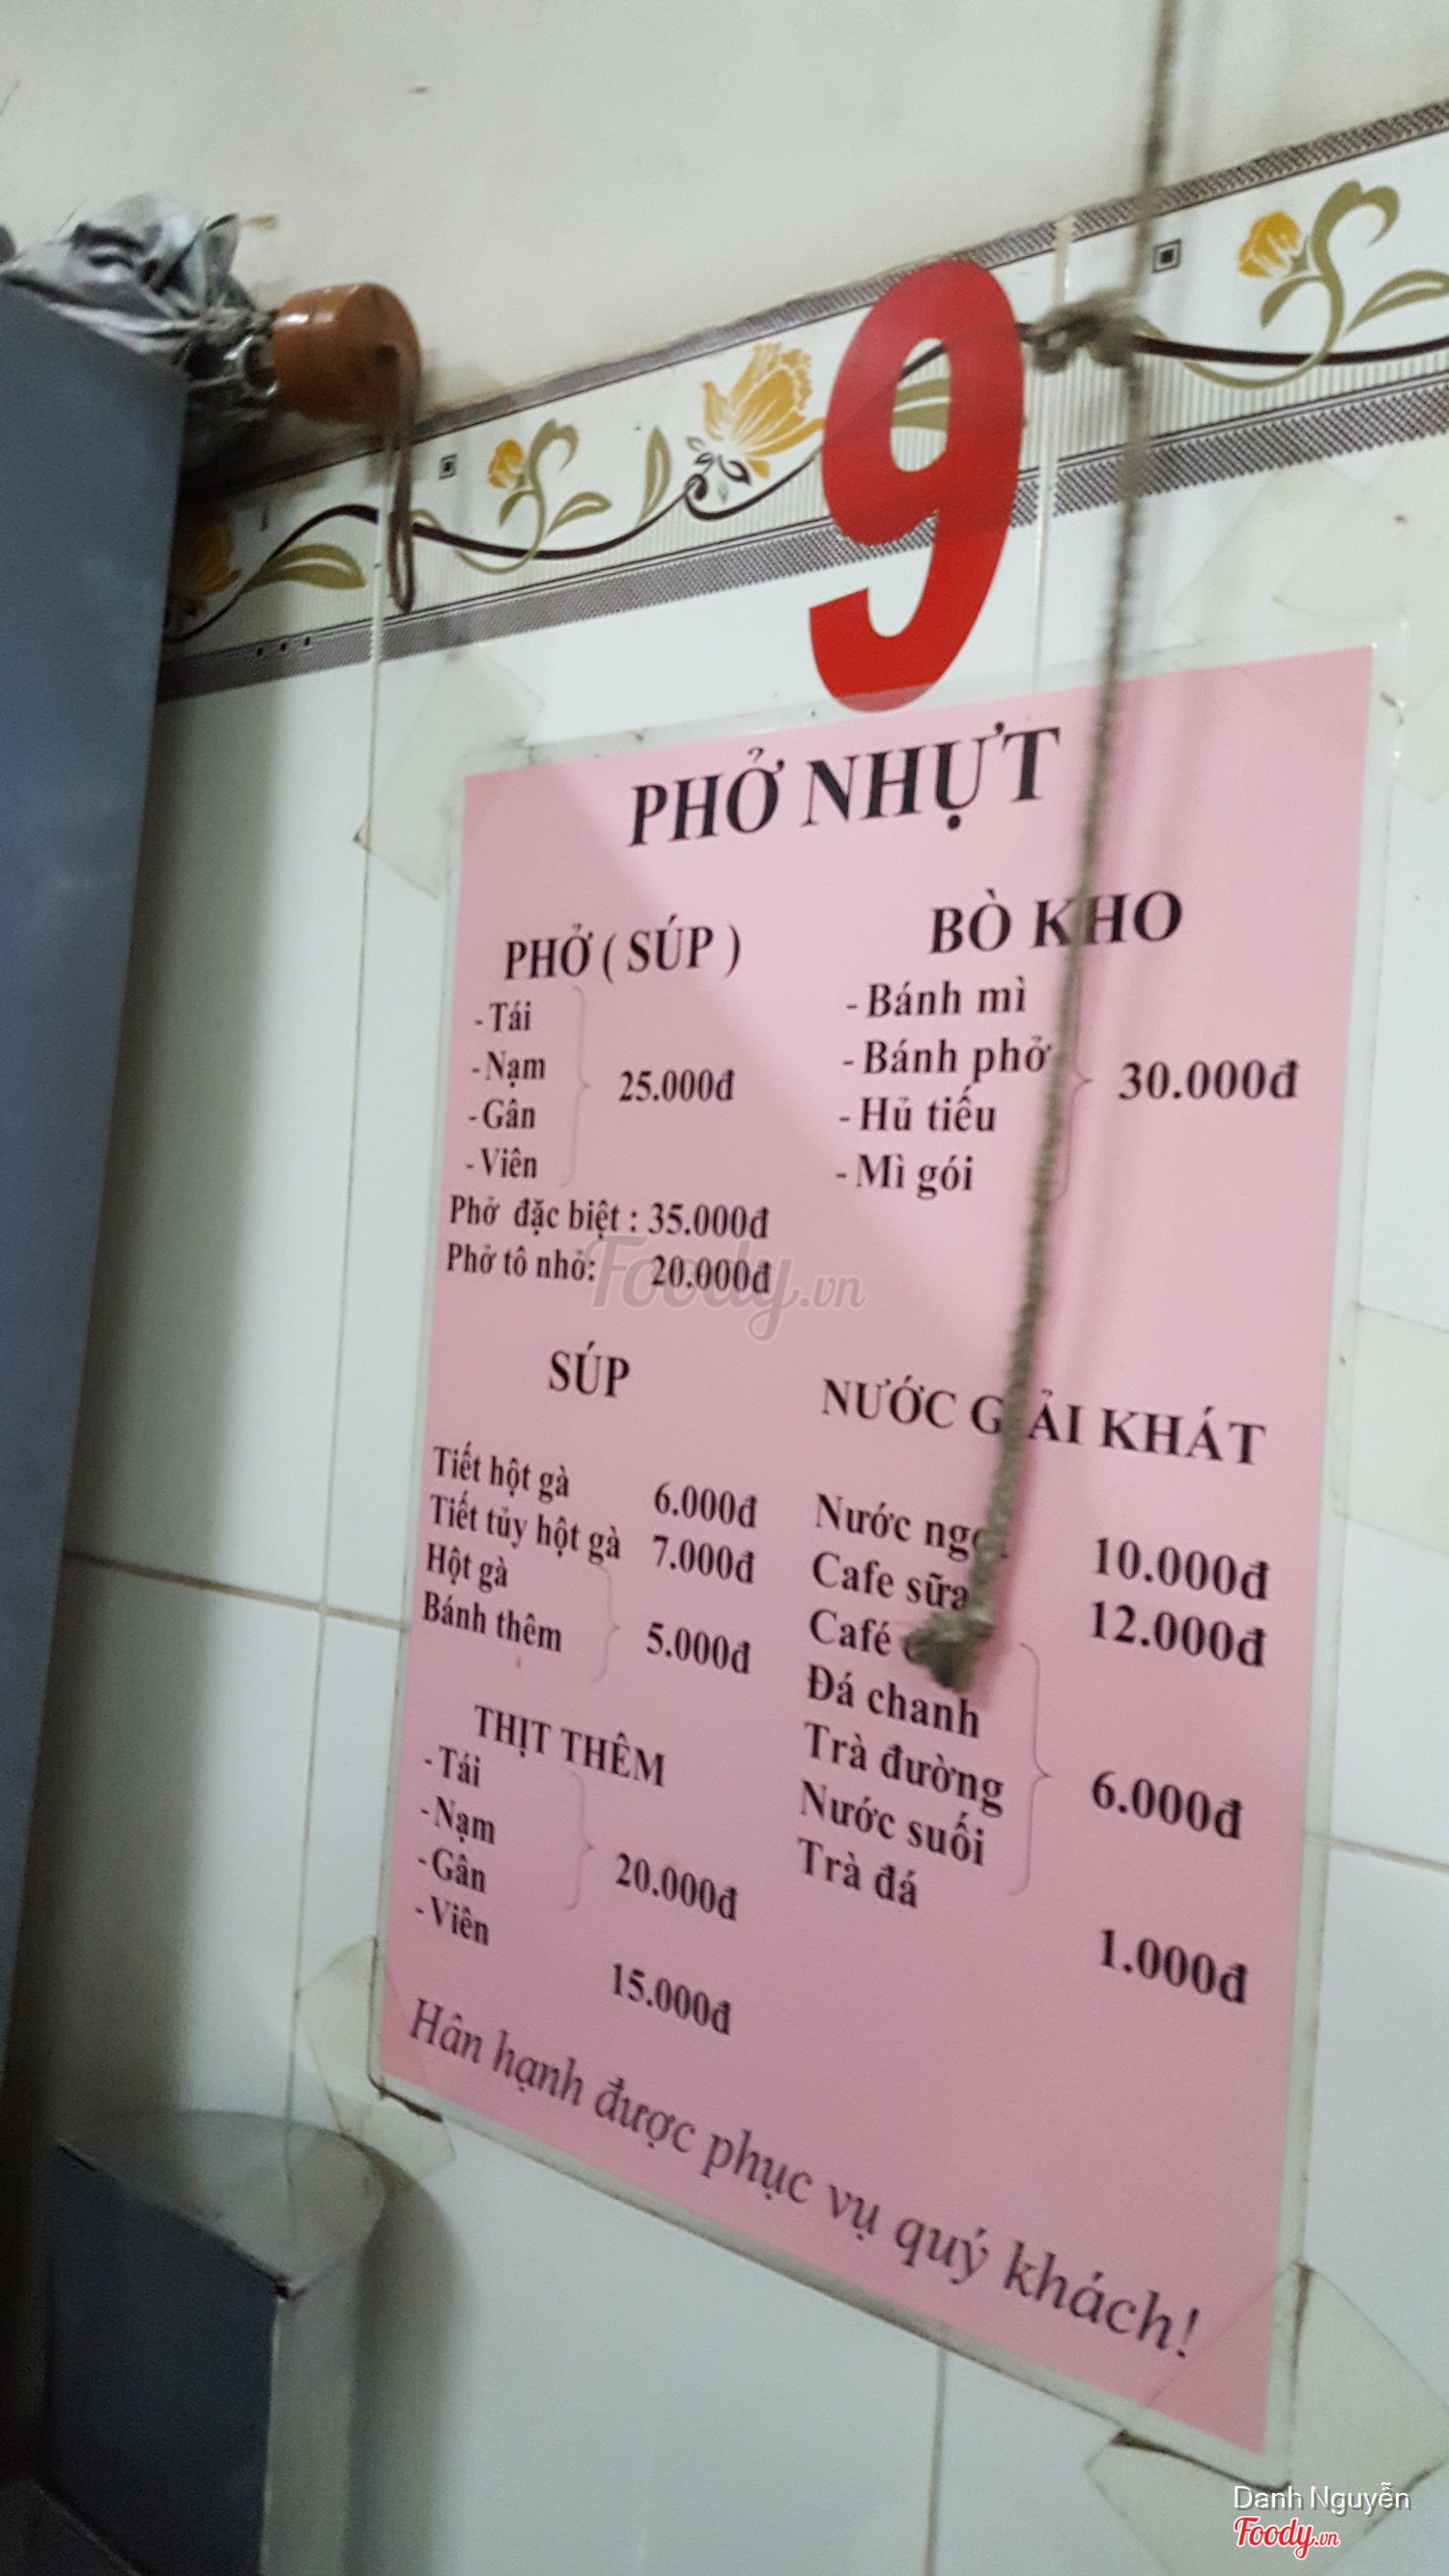 9
PHỞ NHỰT
PHỞ ( SÚP )
- Tái
- Nạm
- Gân
- Viên
25.000đ
Phở đặc biệt : 35.000đ
Phở tô nhỏ: 20.000đ
BÒ KHO
- Bánh mì
- Bánh phở
- Hủ tiếu
- Mì gói
30.000đ
SÚP
Tiết hột gà 6.000đ
Tiết tủy hột gà 7.000đ
Hột gà
Bánh thêm
5.000đ
THỊT THÊM
- Tái
- Nạm
- Gân
- Viên
20.000đ
15.000đ
NƯỚC GIẢI KHÁT
Nước 10.000đ
Cafe sữa 12.000đ
Café
Đá chanh
Trà đường
Nước suối
Trà đá
6.000đ
1.000đ
Hân hạnh được phục vụ quý khách!
Foody.vn
Danh Nguyễn
Foody.vn